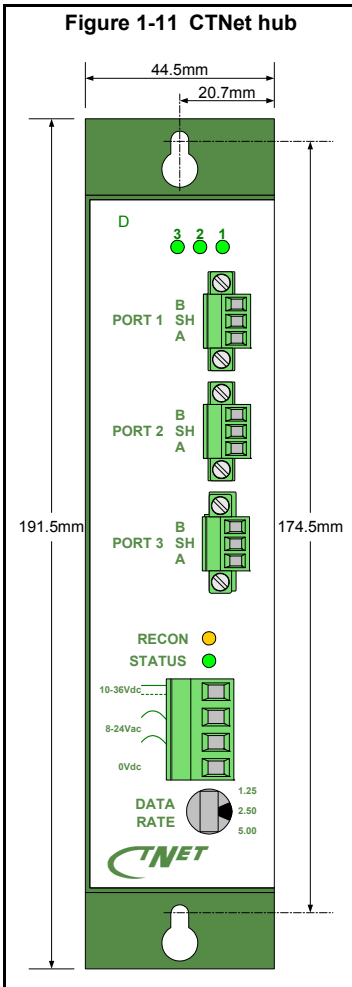 Figure 1-11 CTNet hub
44.5mm
20.7mm
D
3 2 1
PORT 1
B
SH
A
PORT 2
B
SH
A
PORT 3
B
SH
A
191.5mm
174.5mm
RECON
STATUS
10-36Vdc
8-24Vac
0Vdc
DATA
RATE
1.25
2.50
5.00
CTNET